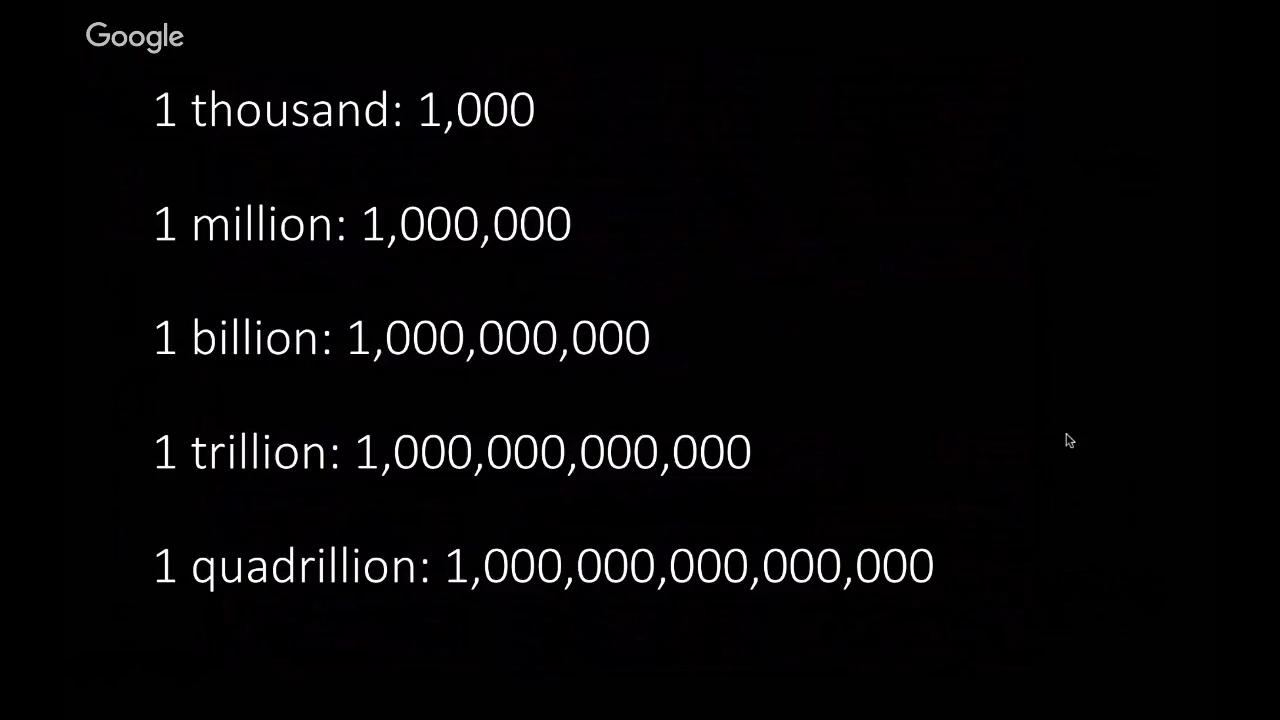 Google
1 thousand: 1,000
1 million: 1,000,000
1 billion: 1,000,000,000
1 trillion: 1,000,000,000,000
1 quadrillion: 1,000,000,000,000,000